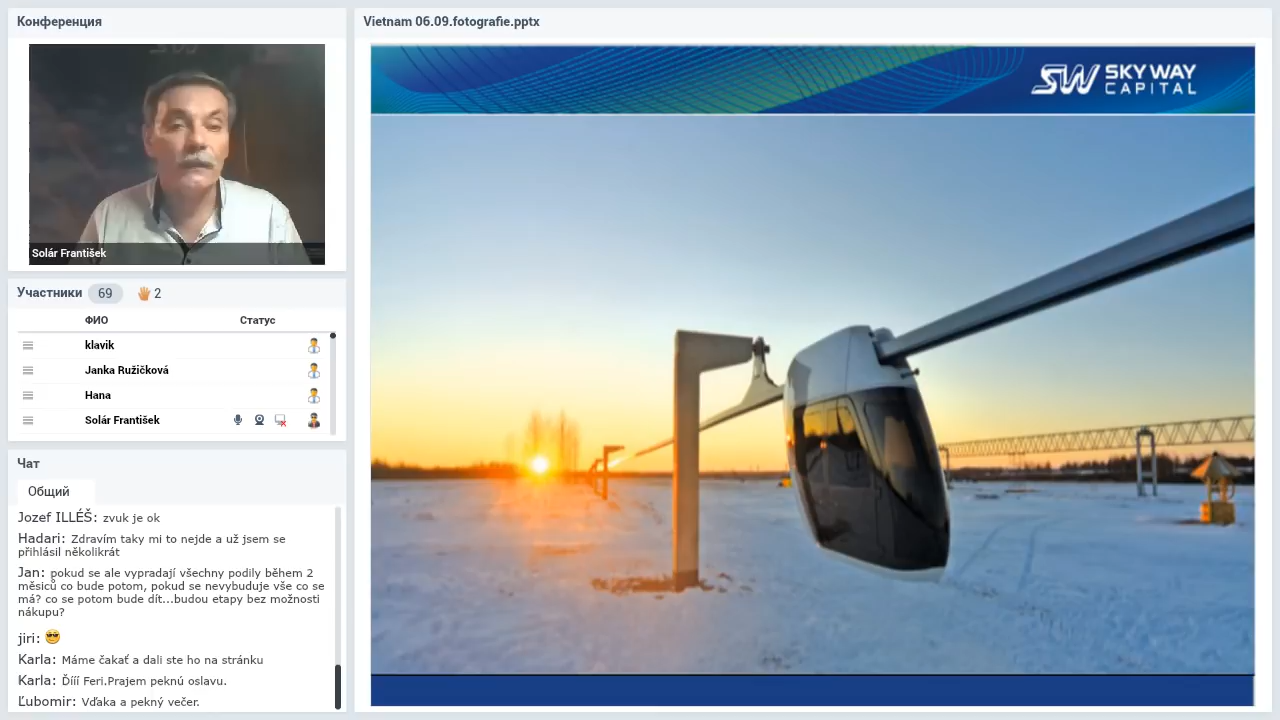 Конференция
Solár František
Участники 69 2
ФИО Статус
klavik
Janka Ružičková
Hana
Solár František
Чат
Общий
Jozef ILLÉŠ: zvuk je ok
Hadari: Zdravím taky mi to nejde a už jsem se
přihlásil několikrát
Jan: pokud se ale vypradají všechny podily během 2
měsiců co bude potom, pokud se nevybuduje vše co se
má? co se potom bude dít...budou etapy bez možnosti
nákupu?
jiri:
Karla: Máme čakať a dali ste ho na stránku
Karla: Ďííí Feri.Prajem peknú oslavu.
Ľubomir: Vďaka a pekný večer.
Vietnam 06.09.fotografie.pptx
SW SKY WAY
CAPITAL